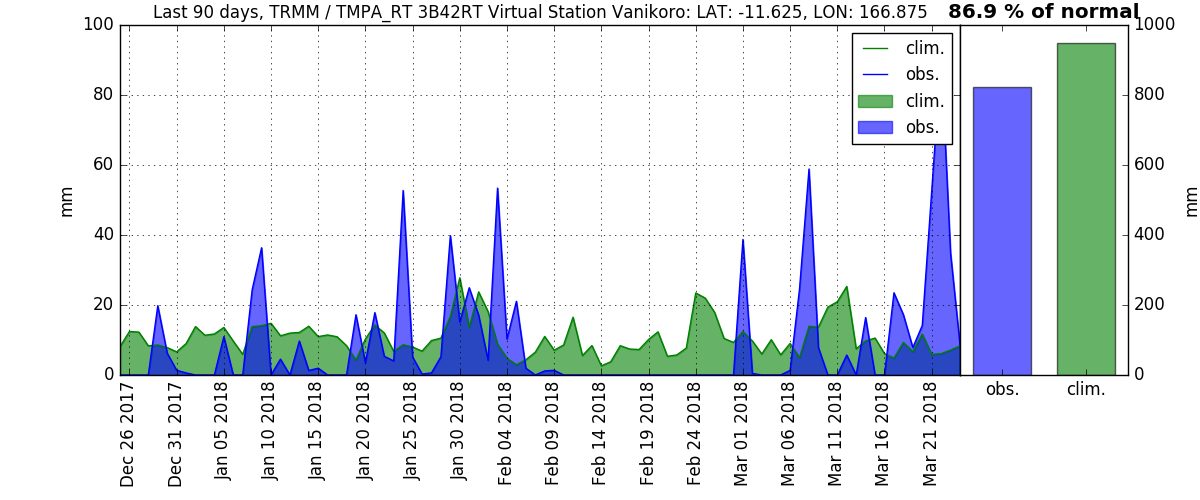 Last 90 days, TRMM / TMPA_RT 3B42RT Virtual Station Vanikoro: LAT: -11.625, LON: 166.875
86.9 % of normal
100
80
60
40
20
0
mm
clim.
obs.
clim.
obs.
1000
800
600
400
200
0
mm
Dec 26 2017
Dec 31 2017
Jan 05 2018
Jan 10 2018
Jan 15 2018
Jan 20 2018
Jan 25 2018
Jan 30 2018
Feb 04 2018
Feb 09 2018
Feb 14 2018
Feb 19 2018
Feb 24 2018
Mar 01 2018
Mar 06 2018
Mar 11 2018
Mar 16 2018
Mar 21 2018
obs.
clim.